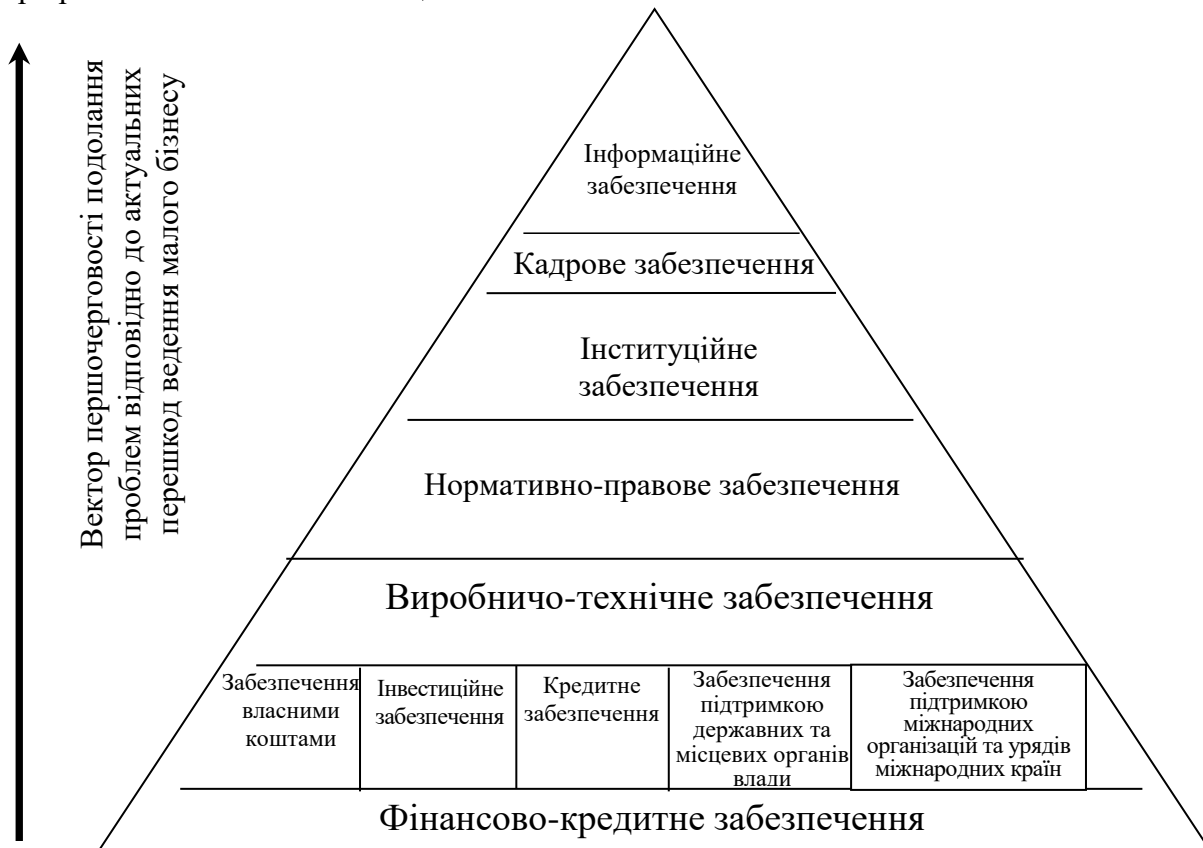 Вектор першочерговості подолання
проблем відповідно до актуальних
перешкод ведення малого бізнесу
Інформаційне
забезпечення
Кадрове забезпечення
Інституційне
забезпечення
Нормативно-правове забезпечення
Виробничо-технічне забезпечення
Забезпечення
власними
коштами
Інвестиційне
забезпечення
Кредитне
забезпечення
Забезпечення
підтримкою
державних та
місцевих органів
влади
Забезпечення
підтримкою
міжнародних
організацій та урядів
міжнародних країн
Фінансово-кредитне забезпечення